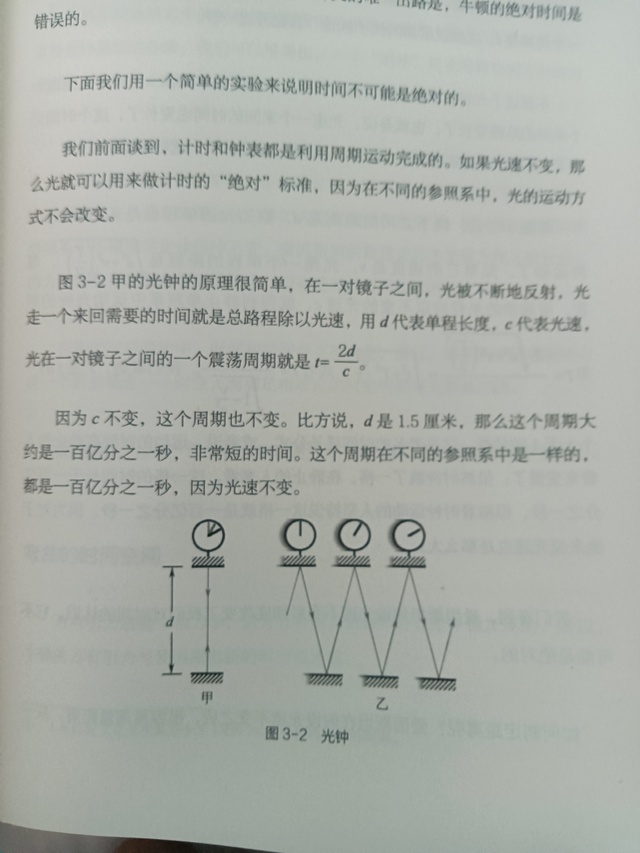 出路是，牛顿的绝对时间是
错误的。
下面我们用一个简单的实验来说明时间不可能是绝对的。
我们前面谈到、计时和钟表都是利用周期运动完成的。如果光速不变，那
么光就可以用来做计时的“绝对”标准，因为在不同的参照系中，光的运动方
式不会改变。
图 3-2 甲的光钟的原理很简单，在一对镜子之间，光被不断地反射，光
走一个来回需要的时间就是总路程除以光速，用 d 代表单程长度，c 代表光速，
光在一对镜子之间的一个震荡周期就是 t=2d/c。
因为 c 不变，这个周期也不变。比方说，d 是 1.5 厘米，那么这个周期大
约是一百亿分之一秒，非常短的时间。这个周期在不同的参照系中是一样的，
都是一百亿分之一秒，因为光速不变。
d
甲
乙
图 3-2 光钟